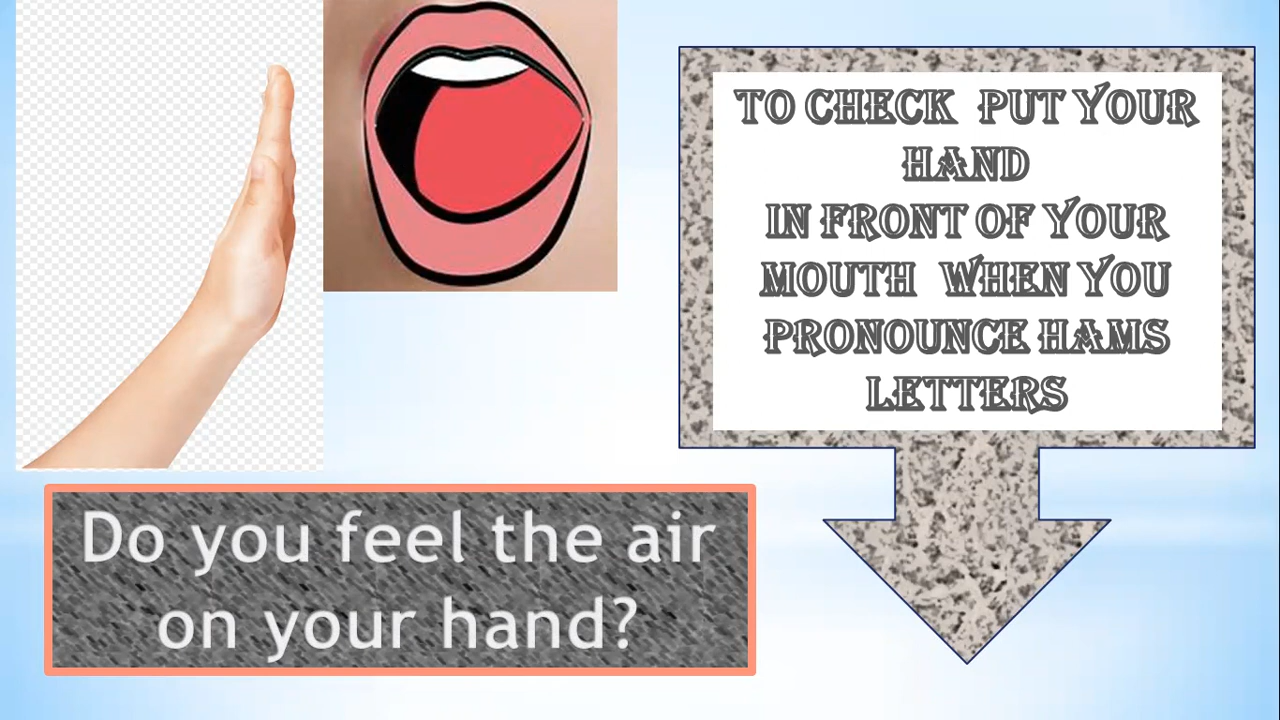 TO CHECK PUT YOUR
HAND
IN FRONT OF YOUR
MOUTH WHEN YOU
PRONOUNCE HAMS
LETTERS
Do you feel the air
on your hand?